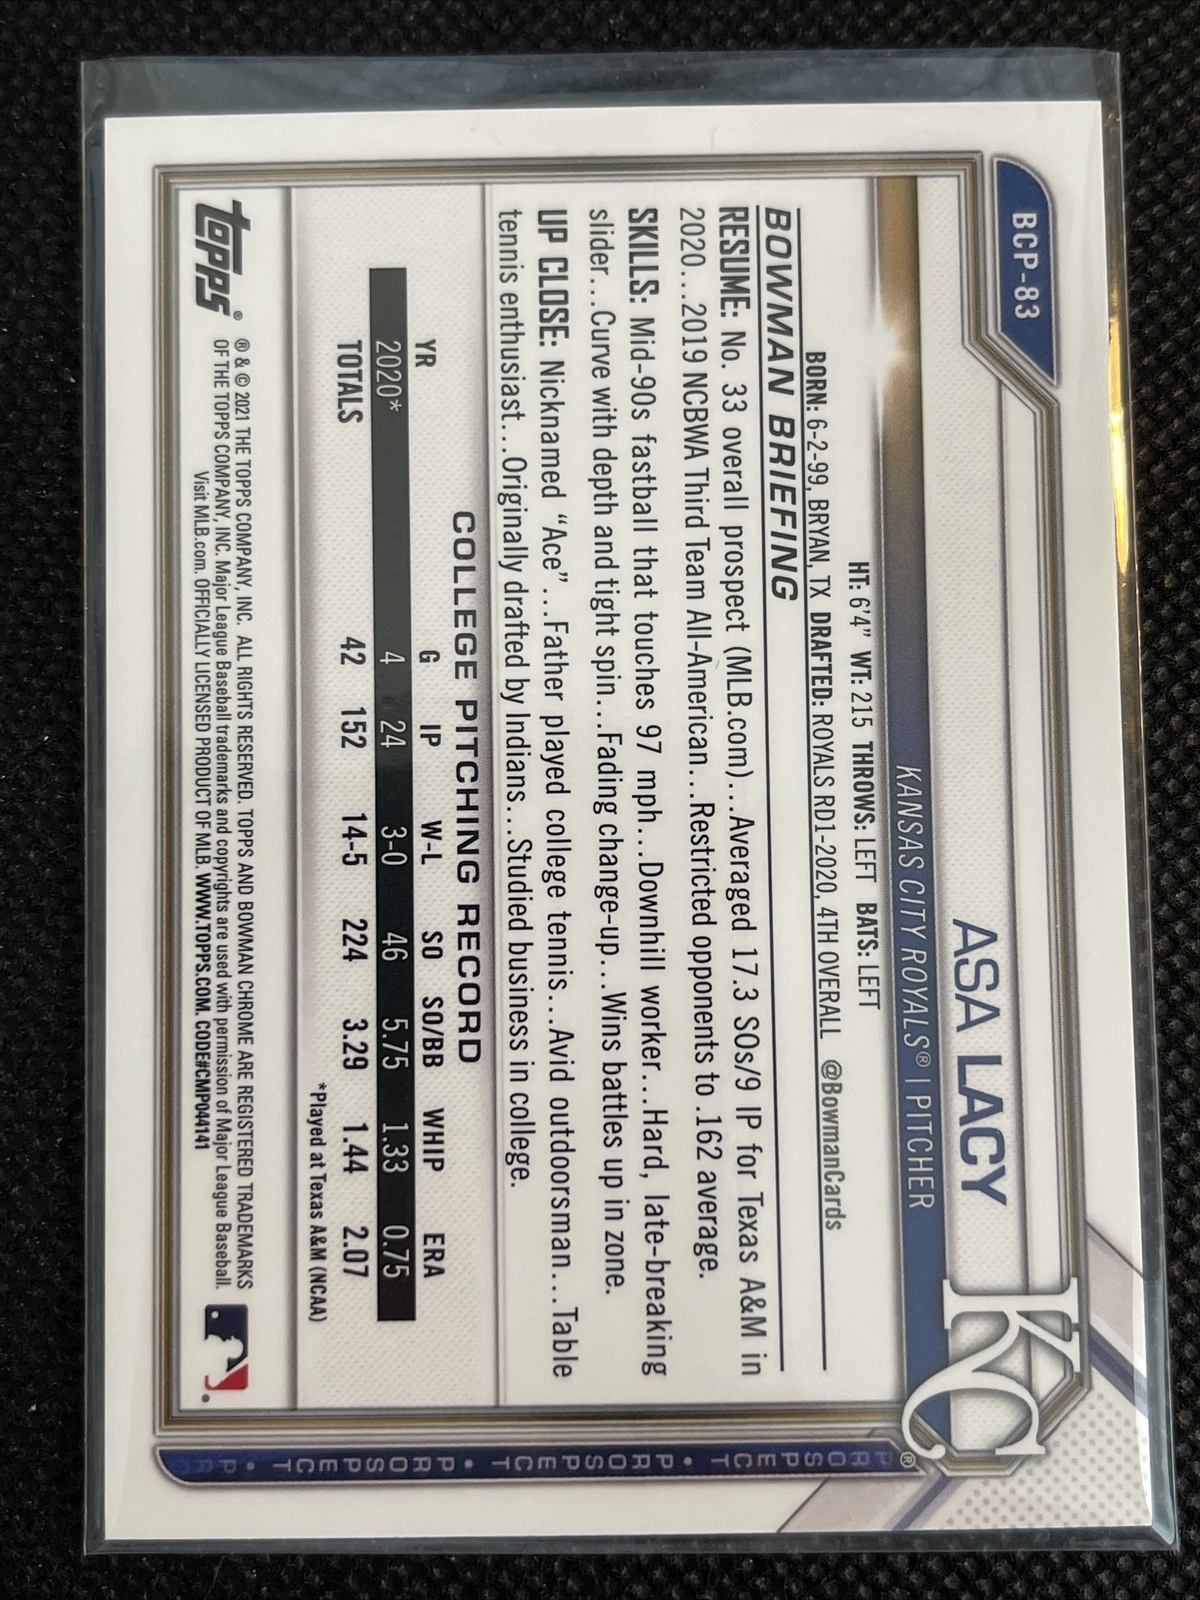 BCP-83
ASA LACY
KANSAS CITY ROYALS® | PITCHER
KC
®
HT: 6'4" WT: 215 THROWS: LEFT BATS: LEFT
BORN: 6-2-99, BRYAN, TX DRAFTED: ROYALS RD1-2020, 4TH OVERALL @BowmanCards
BOWMAN BRIEFING
RESUME: No. 33 overall prospect (MLB.com)...Averaged 17.3 SOs/9 IP for Texas A&M in
2020...2019 NCBWA Third Team All-American...Restricted opponents to .162 average.
SKILLS: Mid-90s fastball that touches 97 mph...Downhill worker...Hard, late-breaking
slider...Curve with depth and tight spin...Fading change-up...Wins battles up in zone.
UP CLOSE: Nicknamed “Ace”...Father played college tennis...Avid outdoorsman...Table
tennis enthusiast...Originally drafted by Indians...Studied business in college.
COLLEGE PITCHING RECORD
YR G IP W-L SO SO/BB WHIP ERA
2020* 4 24 3-0 46 5.75 1.33 0.75
TOTALS 42 152 14-5 224 3.29 1.44 2.07
*Played at Texas A&M (NCAA)
topps®
® & © 2021 THE TOPPS COMPANY, INC. ALL RIGHTS RESERVED. TOPPS AND BOWMAN CHROME ARE REGISTERED TRADEMARKS
OF THE TOPPS COMPANY, INC. Major League Baseball trademarks and copyrights are used with permission of Major League Baseball.
Visit MLB.com. OFFICIALLY LICENSED PRODUCT OF MLB. WWW.TOPPS.COM. CODE#CMP044141
PROSPECT • PROSPECT • PROSPECT • PR